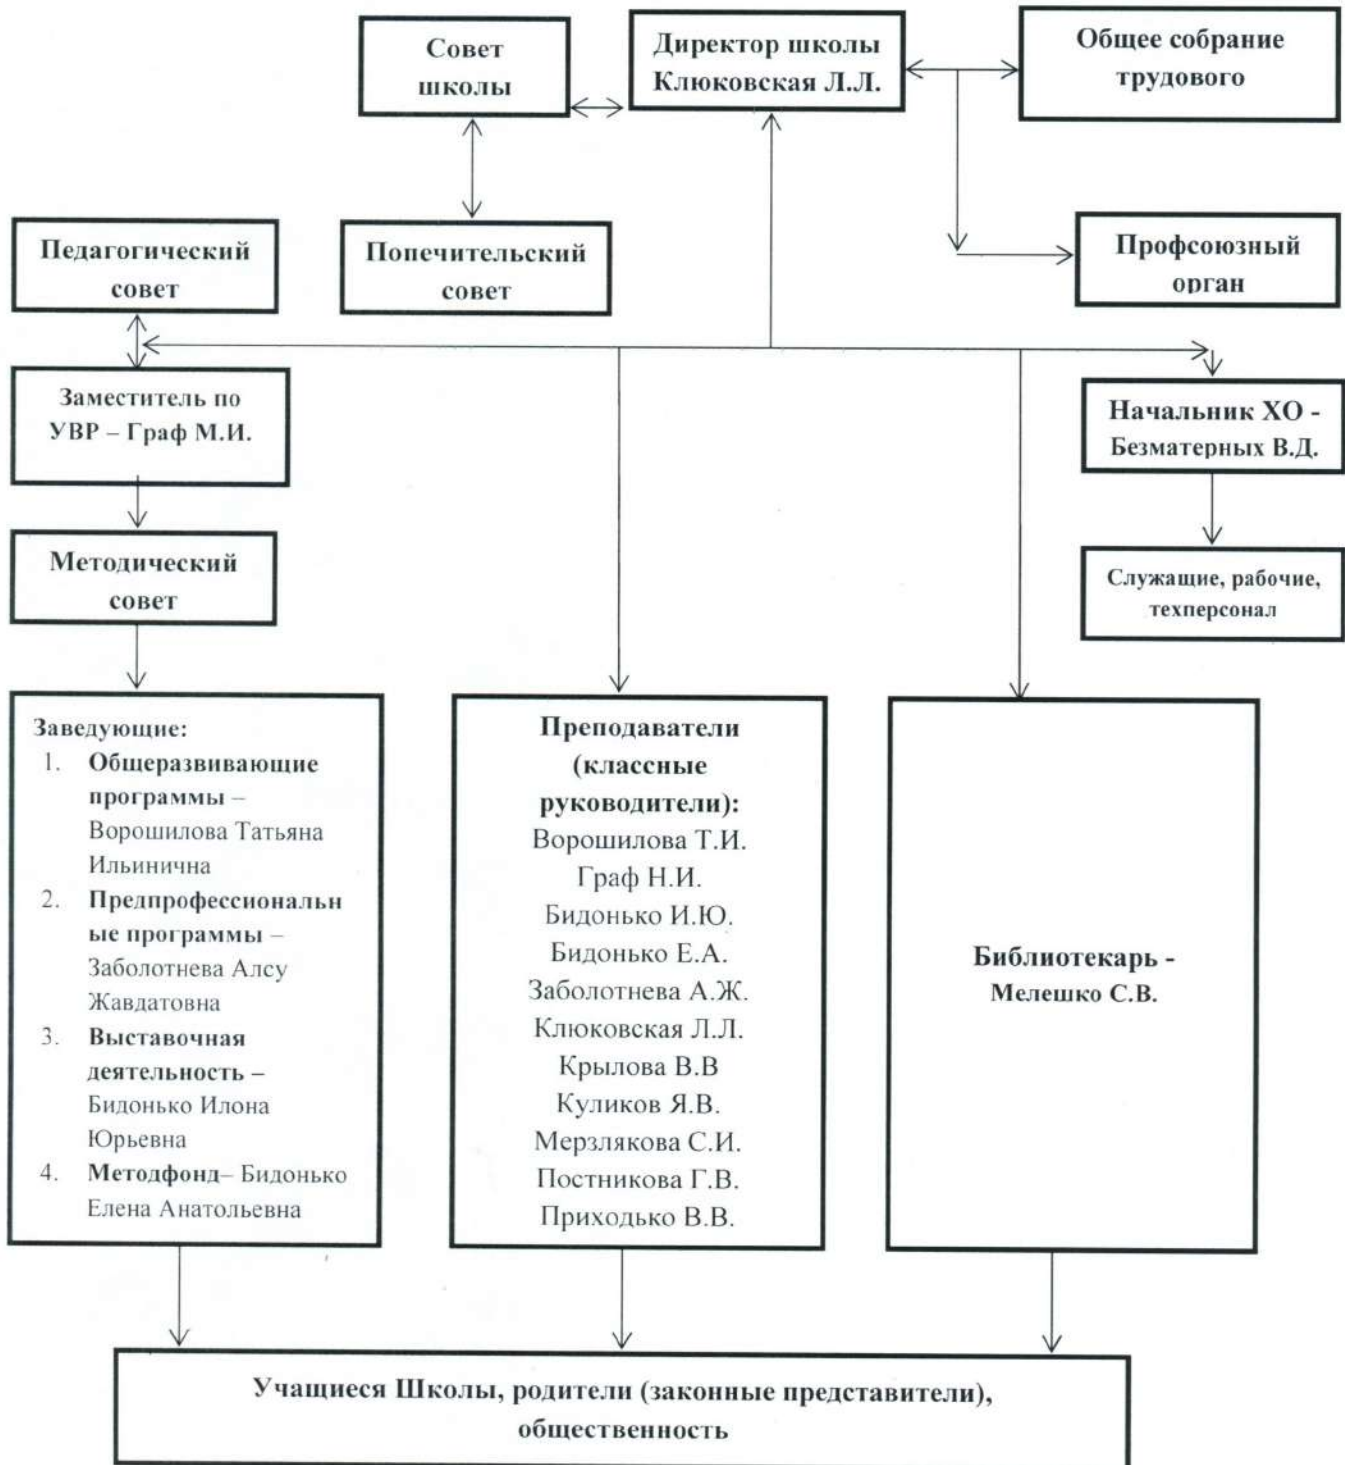 Совет
школы
Директор школы
Клюковская Л.Л.
Общее собрание
трудового
Педагогический
совет
Попечительский
совет
Профсоюзный
орган
Заместитель по
УВР – Граф М.И.
Начальник ХО -
Безматерных В.Д.
Методический
совет
Служащие, рабочие,
техперсонал
Заведующие:
1. Общеразвивающие
программы –
Ворошилова Татьяна
Ильинична
2. Предпрофессиональн
ые программы –
Заболотнева Алсу
Жавдатовна
3. Выставочная
деятельность –
Бидонько Илона
Юрьевна
4. Методфонд– Бидонько
Елена Анатольевна
Преподаватели
(классные
руководители):
Ворошилова Т.И.
Граф Н.И.
Бидонько И.Ю.
Бидонько Е.А.
Заболотнева А.Ж.
Клюковская Л.Л.
Крылова В.В
Куликов Я.В.
Мерзлякова С.И.
Постникова Г.В.
Приходько В.В.
Библиотекарь -
Мелешко С.В.
Учащиеся Школы, родители (законные представители),
общественность